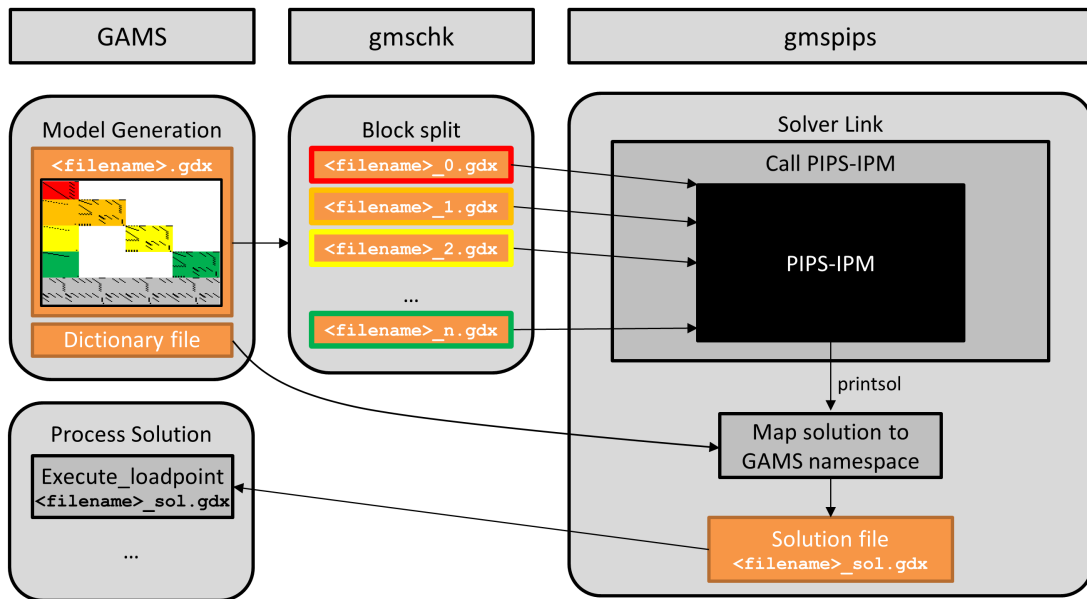 GAMS
gmschk
gmspips
Model Generation
<filename>.gdx
Dictionary file
Block split
<filename>_0.gdx
<filename>_1.gdx
<filename>_2.gdx
...
<filename>_n.gdx
Solver Link
Call PIPS-IPM
PIPS-IPM
printsol
Map solution to
GAMS namespace
Solution file
<filename>_sol.gdx
Process Solution
Execute_loadpoint
<filename>_sol.gdx
...